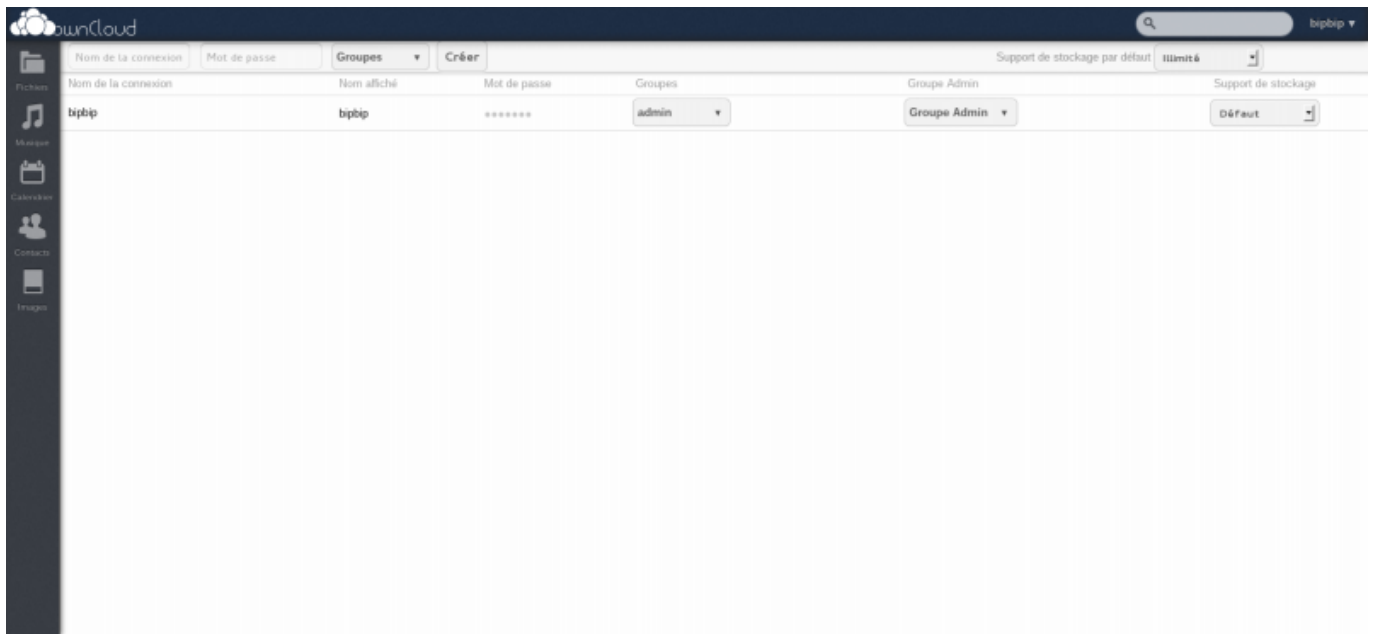 ownCloud
bipbip ▾
Nom de la connexion Mot de passe Groupes ▾ Créer Support de stockage par défaut Illimité
Nom de la connexion Nom affiché Mot de passe Groupes Groupe Admin Support de stockage
bipbip bipbip ●●●●●●● admin ▾ Groupe Admin ▾ Défaut
Fichiers
Musique
Calendrier
Contacts
Images